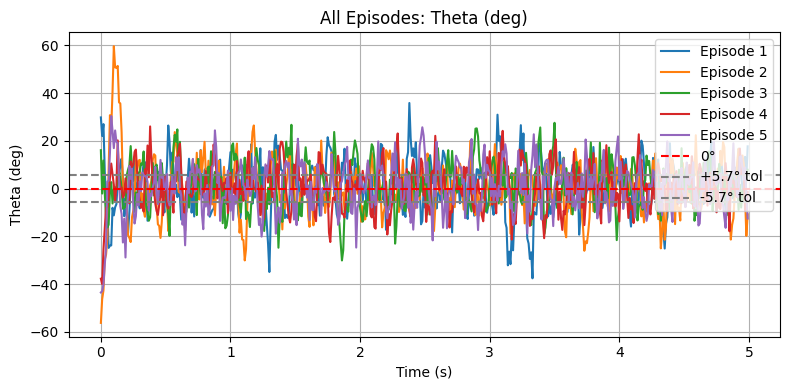 All Episodes: Theta (deg)
Theta (deg)
60
40
20
0
−20
−40
−60
Episode 1
Episode 2
Episode 3
Episode 4
Episode 5
0°
+5.7° tol
-5.7° tol
0
1
2
3
4
5
Time (s)